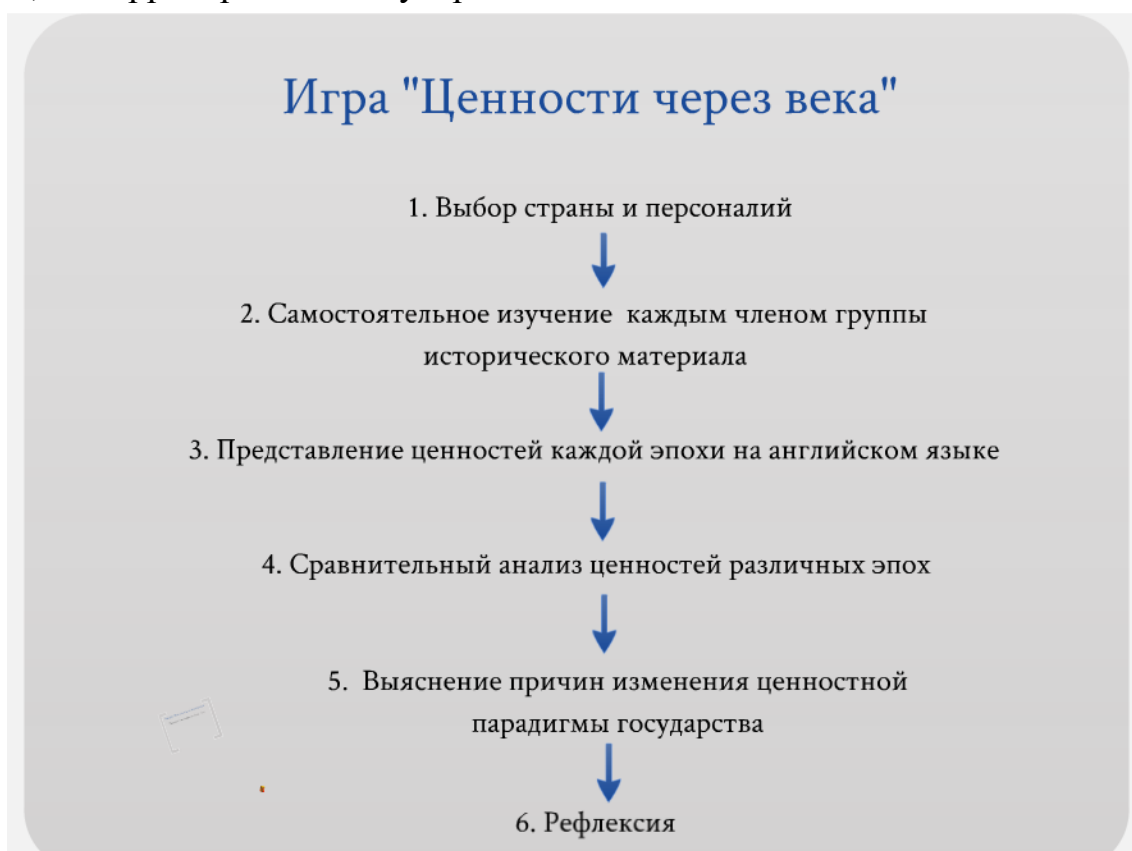 Игра "Ценности через века"
1. Выбор страны и персоналий
2. Самостоятельное изучение каждым членом группы
исторического материала
3. Представление ценностей каждой эпохи на английском языке
4. Сравнительный анализ ценностей различных эпох
5. Выяснение причин изменения ценностной
парадигмы государства
6. Рефлексия